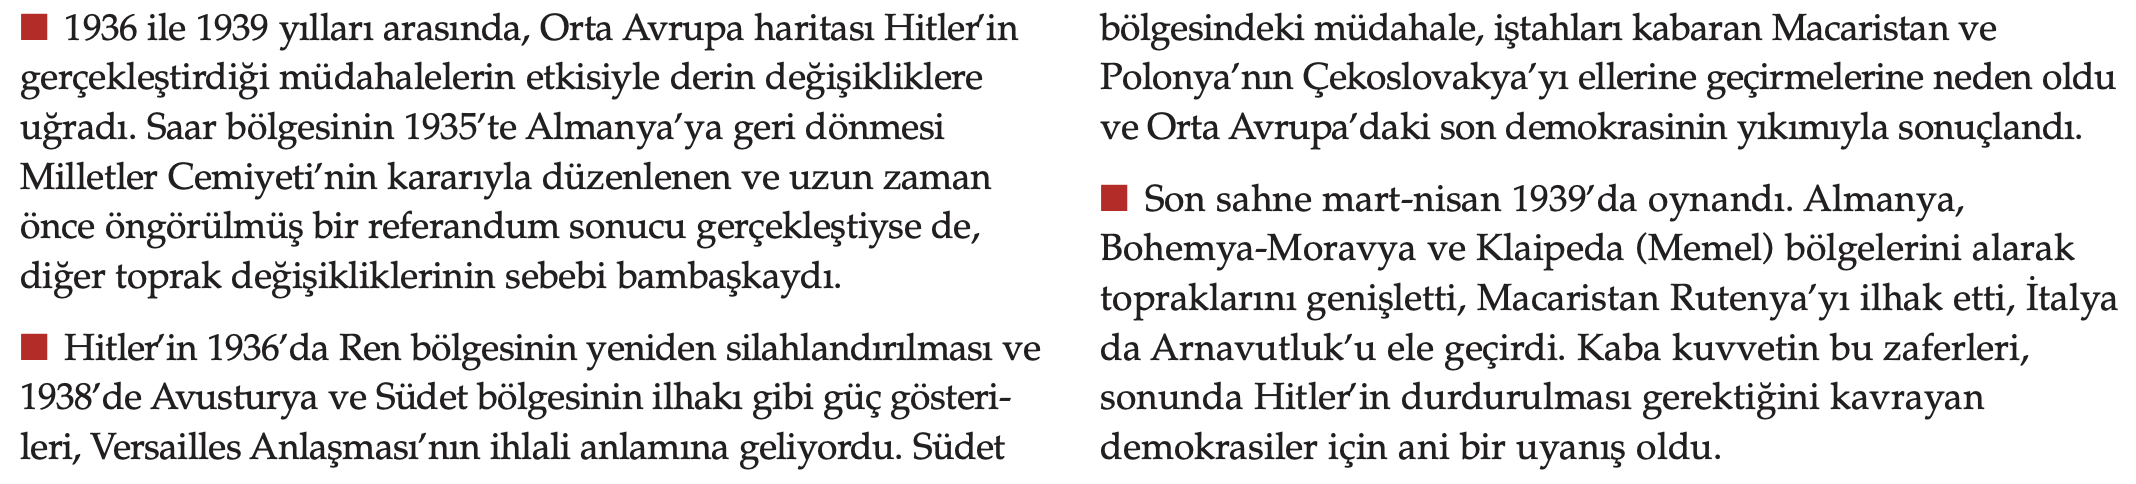 ■ 1936 ile 1939 yılları arasında, Orta Avrupa haritası Hitler’in
gerçekleştirdiği müdahalelerin etkisiyle derin değişikliklere
uğradı. Saar bölgesinin 1935’te Almanya’ya geri dönmesi
Milletler Cemiyeti’nin kararıyla düzenlenen ve uzun zaman
önce öngörülmüş bir referandum sonucu gerçekleştiyse de,
diğer toprak değişikliklerinin sebebi bambaşkaydı.
■ Hitler’in 1936’da Ren bölgesinin yeniden silahlandırılması ve
1938’de Avusturya ve Südet bölgesinin ilhakı gibi güç gösteri-
leri, Versailles Anlaşması’nın ihlali anlamına geliyordu. Südet
bölgesindeki müdahale, iştahları kabaran Macaristan ve
Polonya’nın Çekoslovakya’yı ellerine geçirmelerine neden oldu
ve Orta Avrupa’daki son demokrasinin yıkımıyla sonuçlandı.
■ Son sahne mart-nisan 1939’da oynandı. Almanya,
Bohemya-Moravya ve Klaipeda (Memel) bölgelerini alarak
topraklarını genişletti, Macaristan Rutenya’yı ilhak etti, İtalya
da Arnavutluk’u ele geçirdi. Kaba kuvvetin bu zaferleri,
sonunda Hitler’in durdurulması gerektiğini kavrayan
demokrasiler için ani bir uyanış oldu.